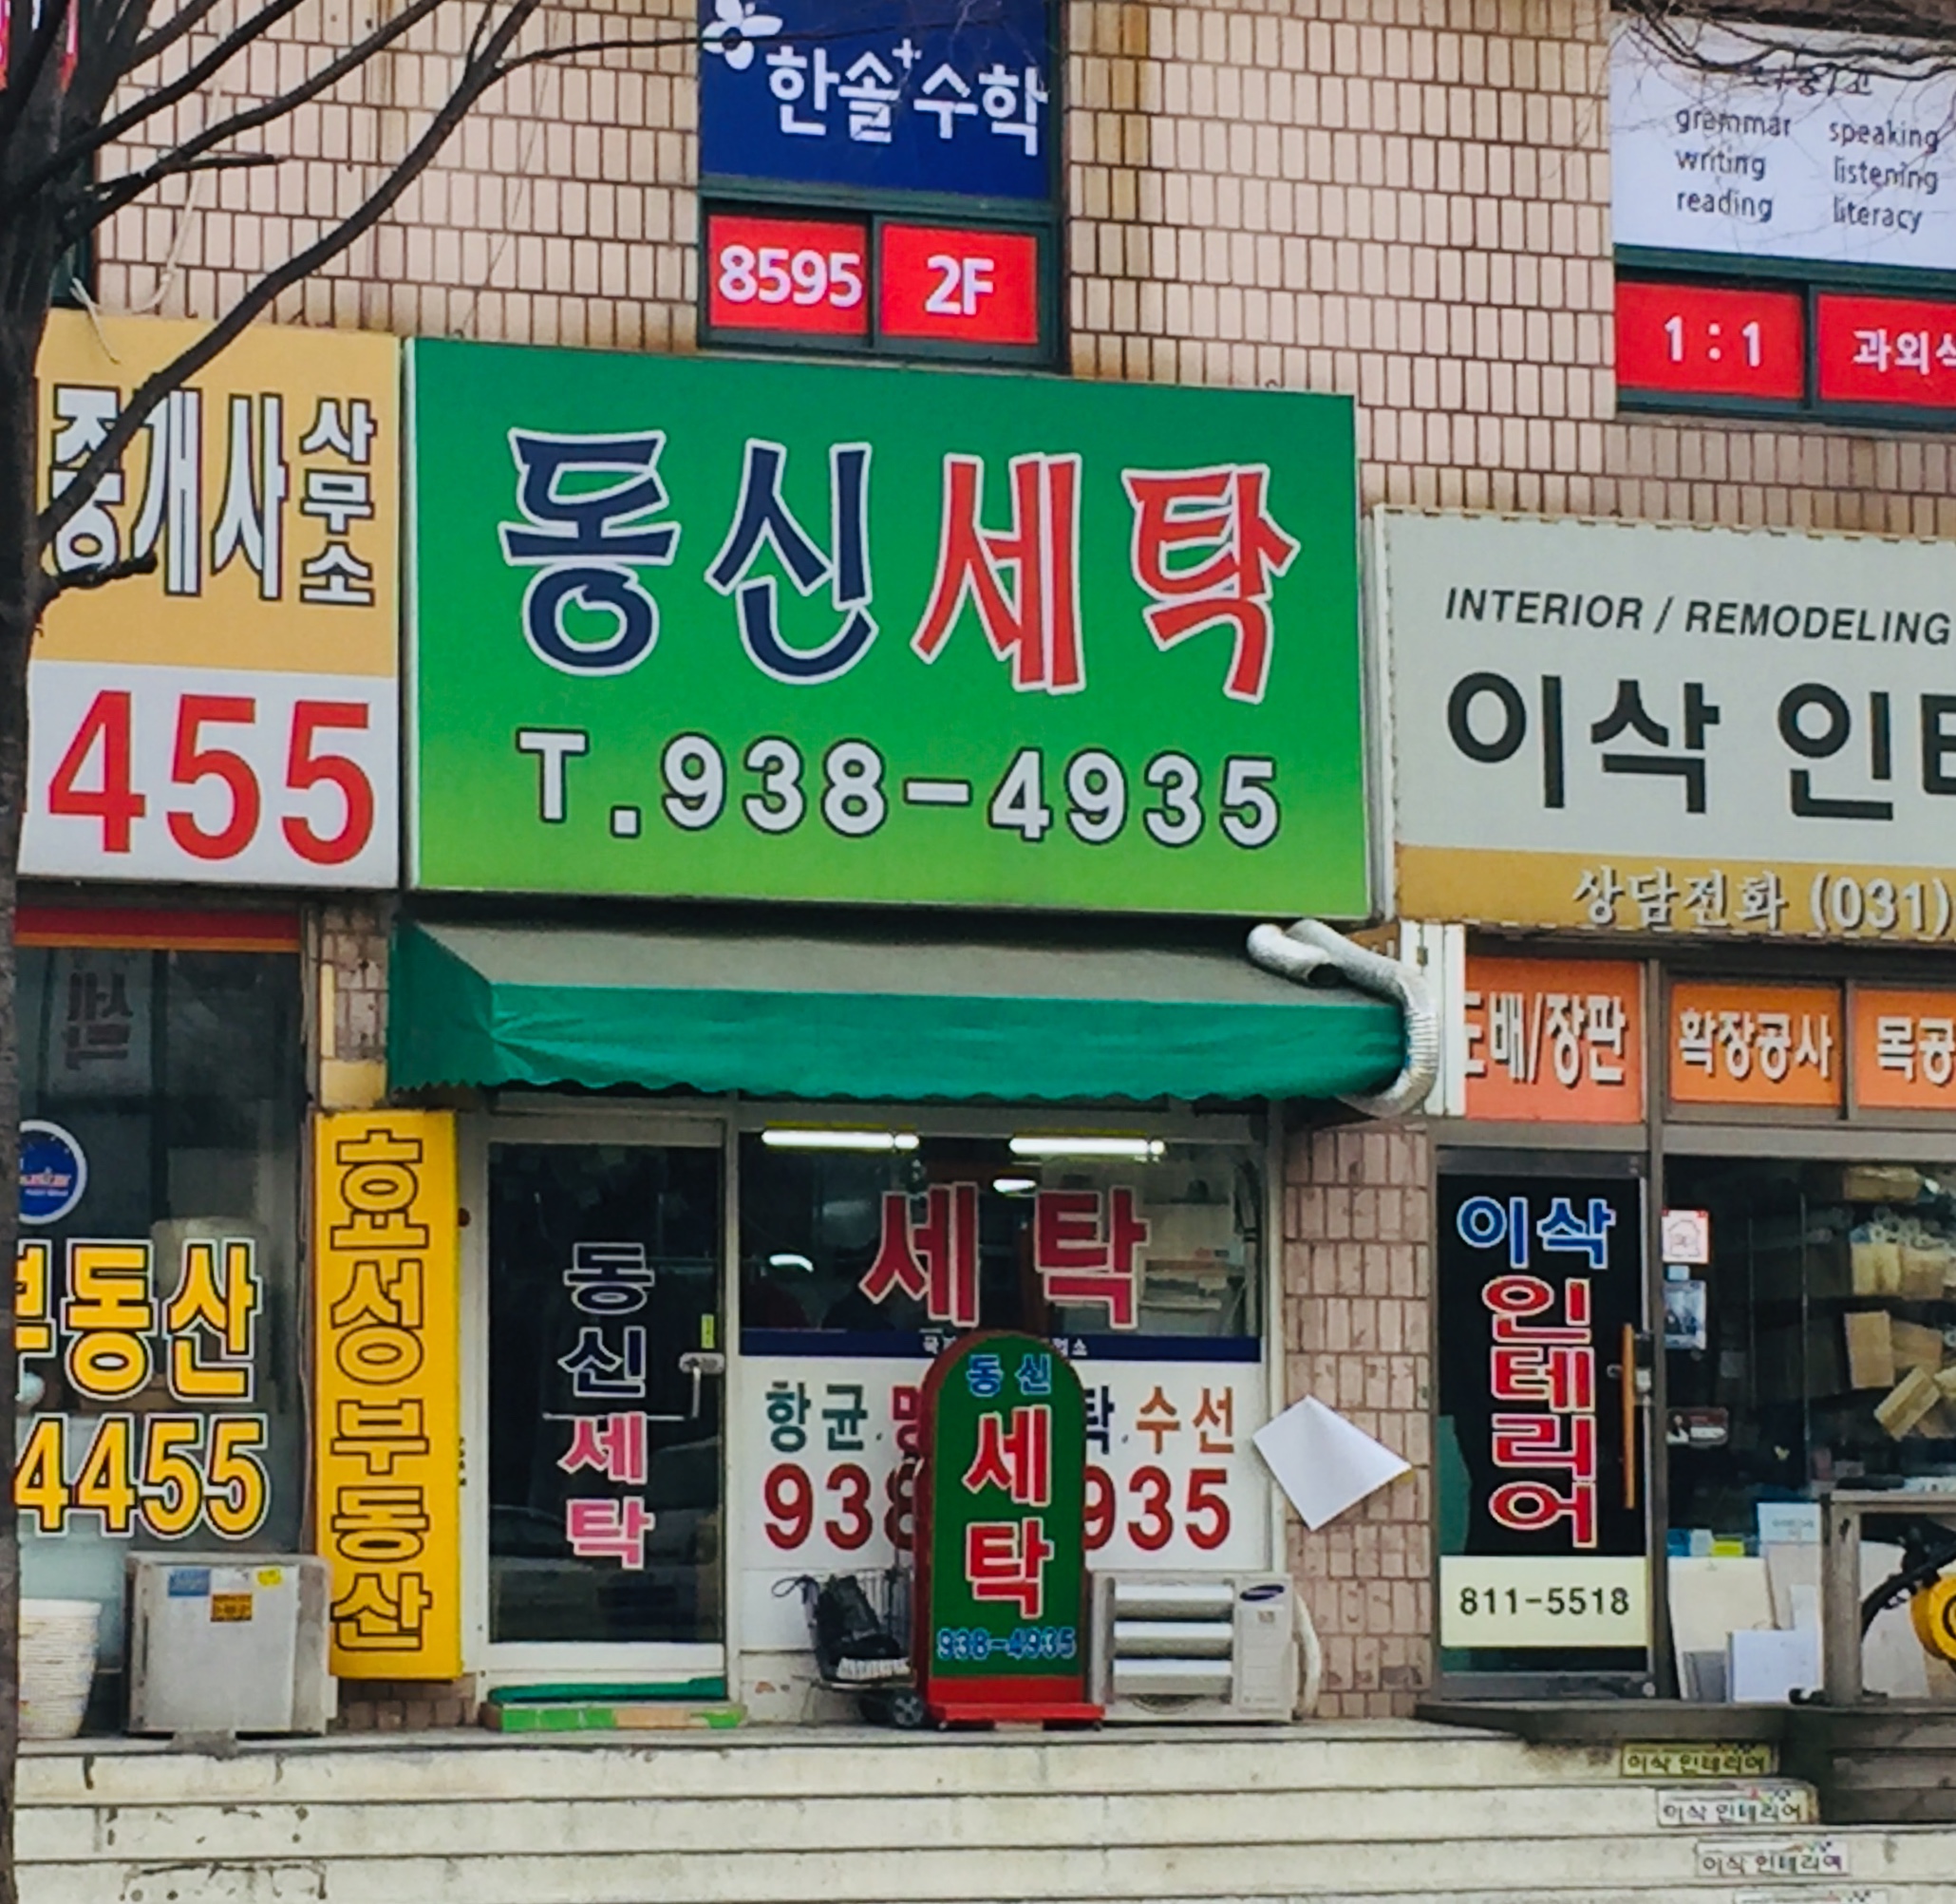 한솔+수학
8595 2F
grammar speaking
writing listening
reading literacy
1:1
중개사 사무소
455
동신세탁
T.938-4935
INTERIOR / REMODELING
이삭
상담전화 (031)
도배/장판
확장공사
부동산
4455
효성부동산
동신세탁
세탁
항균
수선
동신
세탁
938-4935
이삭
인테리어
811-5518
이삭 인테리어
이삭 인테리어
이삭 인테리어